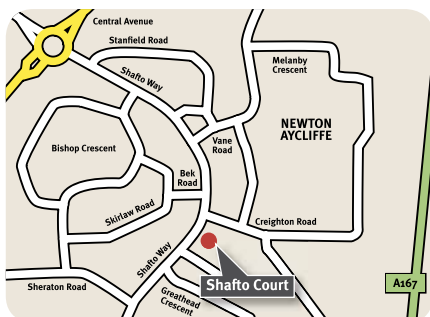 Central Avenue
Stanfield Road
Shafto Way
Melanby
Crescent
NEWTON
AYCLIFFE
Vane
Road
Bishop Crescent
Bek
Road
Skirlaw Road
Creighton Road
Shafto Way
Shafto Court
A167
Sheraton Road
Greathead
Crescent